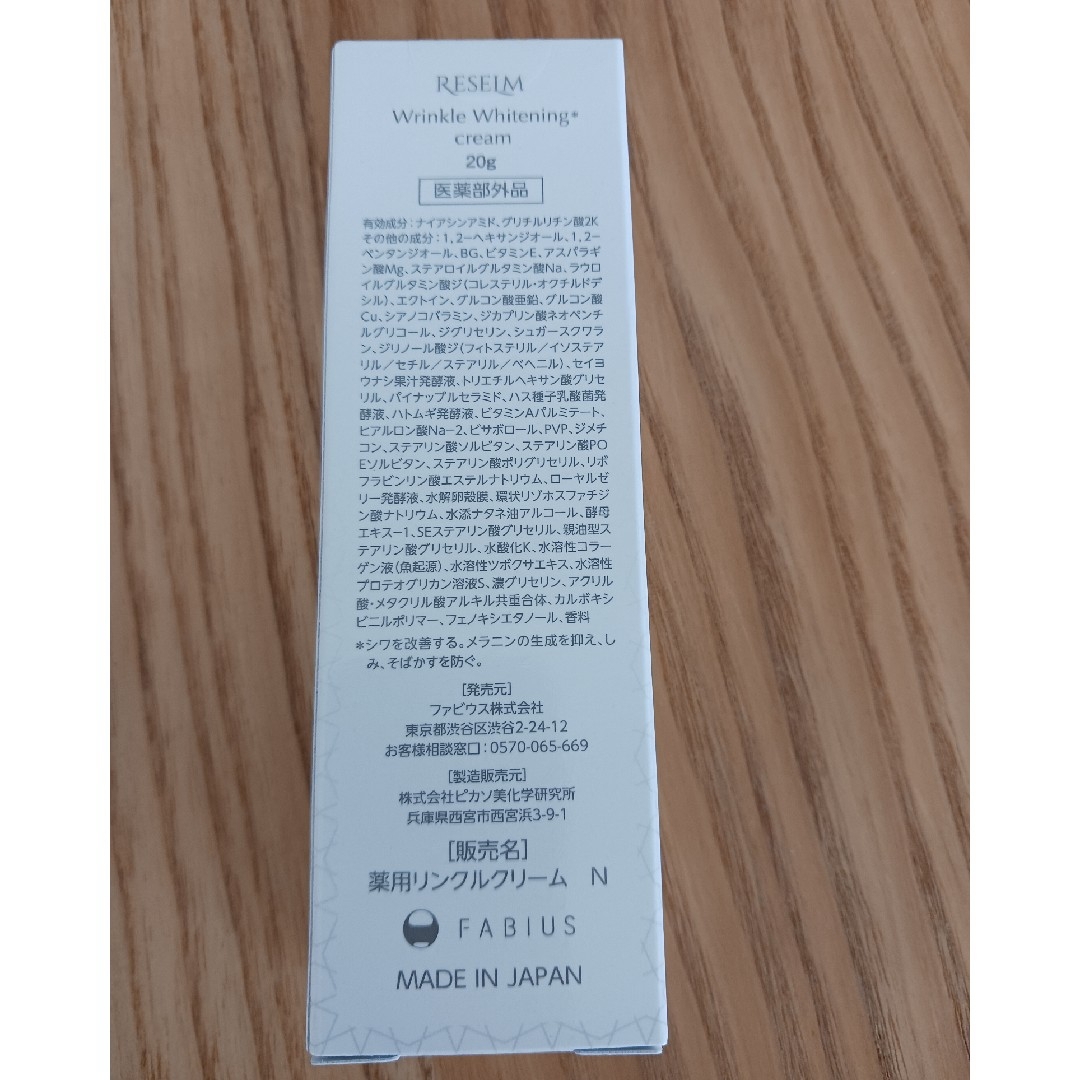 RESELM
Wrinkle Whitening*
cream
20g
医薬部外品
有効成分：ナイアシンアミド、グリチルリチン酸2K
その他の成分：1，2－ヘキサンジオール、1，2－
ペンタンジオール、BG、ビタミンE、アスパラギ
ン酸Mg、ステアロイルグルタミン酸Na、ラウロ
イルグルタミン酸ジ（コレステリル・オクチルドデ
シル）、エクトイン、グルコン酸亜鉛、グルコン酸
Cu、シアノコバラミン、ジカプリン酸ネオペンチ
ルグリコール、ジグリセリン、シュガースクワラ
ン、ジリノール酸ジ（フィトステリル／イソステア
リル／セチル／ステアリル／ベヘニル）、セイヨ
ウナシ果汁発酵液、トリエチルヘキサン酸グリセ
リル、パイナップルセラミド、ハス種子乳酸菌発
酵液、ハトムギ発酵液、ビタミンAパルミテート、
ヒアルロン酸Na－2、ビサボロール、PVP、ジメチ
コン、ステアリン酸ソルビタン、ステアリン酸PO
Eソルビタン、ステアリン酸ポリグリセリル、リボ
フラビンリン酸エステルナトリウム、ローヤルゼ
リー発酵液、水解卵殻膜、環状リゾホスファチジ
ン酸ナトリウム、水添ナタネ油アルコール、酵母
エキス－1、SEステアリン酸グリセリル、親油型ス
テアリン酸グリセリル、水酸化K、水溶性コラー
ゲン液（魚起源）、水溶性ツボクサエキス、水溶性
プロテオグリカン溶液S、濃グリセリン、アクリル
酸・メタクリル酸アルキル共重合体、カルボキシ
ビニルポリマー、フェノキシエタノール、香料
*シワを改善する。メラニンの生成を抑え、し
み、そばかすを防ぐ。
［発売元］
ファビウス株式会社
東京都渋谷区渋谷2-24-12
お客様相談窓口：0570-065-669
［製造販売元］
株式会社ピカソ美化学研究所
兵庫県西宮市西宮浜3-9-1
［販売名］
薬用リンクルクリーム　N
FABIUS
MADE IN JAPAN